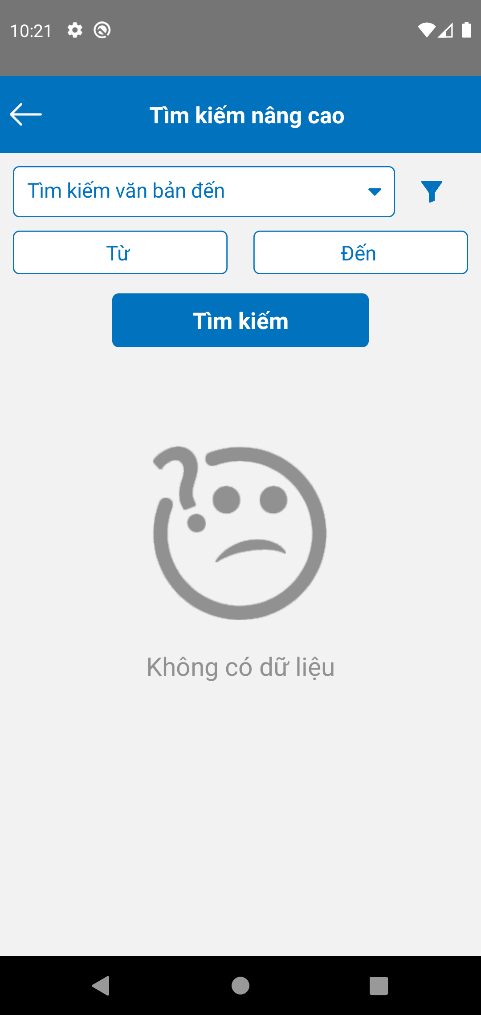 10:21
Tìm kiếm nâng cao
Tìm kiếm văn bản đến
Từ
Đến
Tìm kiếm
Không có dữ liệu